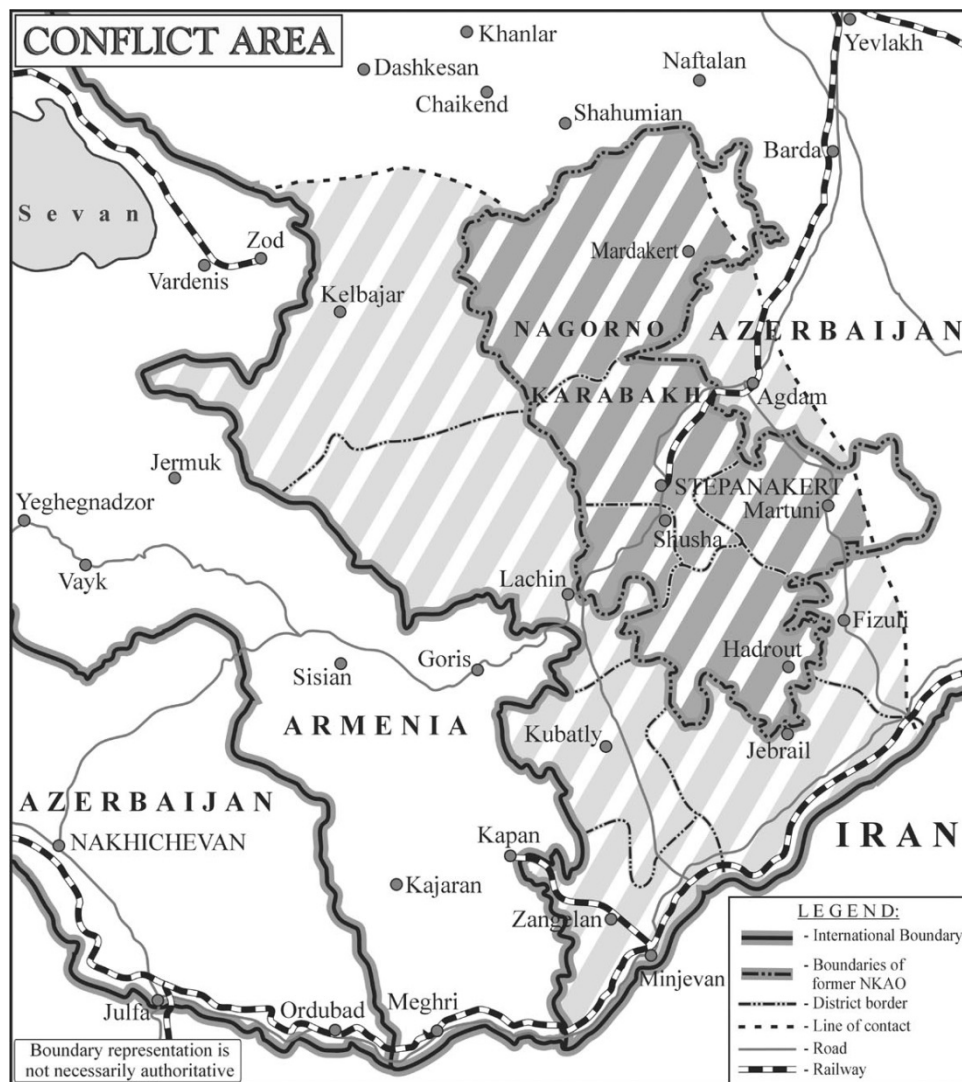 CONFLICT AREA
Khanlar
Yevlakh
Dashkesan
Naftalan
Chaikend
Shahumian
Barda
Sevan
Zod
Vardenis
Mardakert
Kelbajar
NAGORNO
AZERBAIJAN
KARABAKH
Agdam
Jermuk
STEPANAKERT
Yeghegnadzor
Martuni
Shusha
Vayk
Lachin
Fizuli
Goris
Hadrout
Sisian
ARMENIA
Kubatly
Jebrail
AZERBAIJAN
IRAN
NAKHICHEVAN
Kapan
Kajaran
Zangelan
Minjevan
Julfa
Ordubad
Meghri
Boundary representation is
not necessarily authoritative
LEGEND:
- International Boundary
- Boundaries of
former NKAO
- District border
- Line of contact
- Road
- Railway